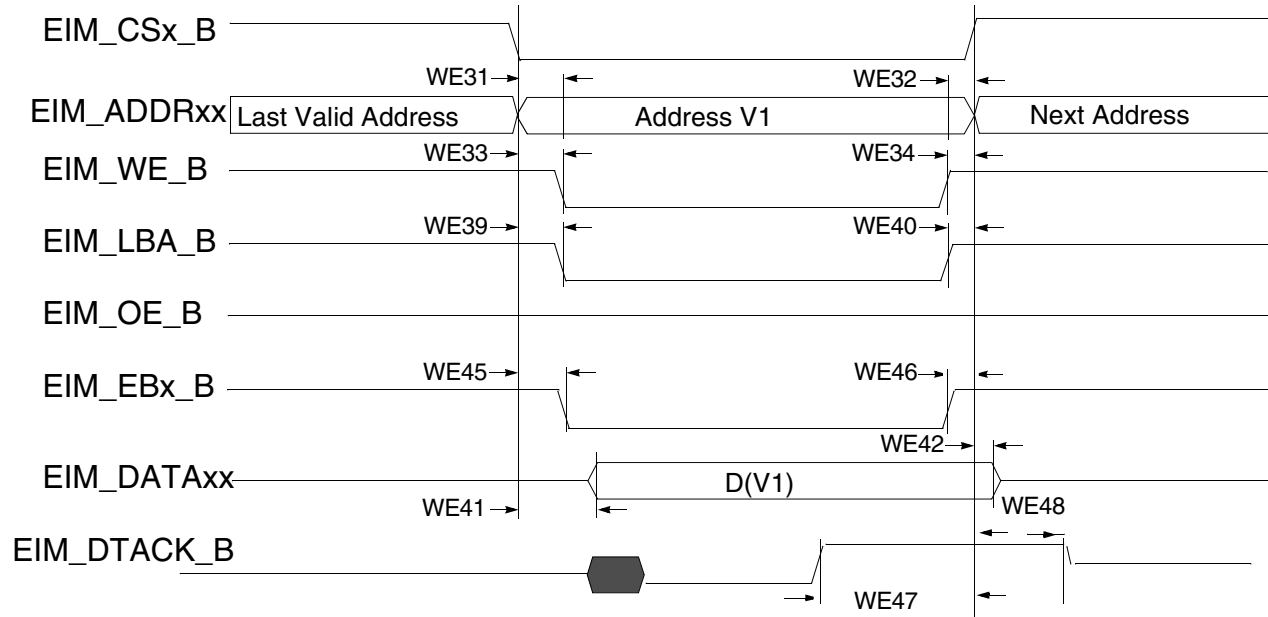 EIM_CSx_B
WE31
WE32
EIM_ADDRxx
Last Valid Address
Address V1
Next Address
WE33
WE34
EIM_WE_B
WE39
WE40
EIM_LBA_B
EIM_OE_B
WE45
WE46
EIM_EBx_B
WE42
EIM_DATAxx
D(V1)
WE41
WE48
EIM_DTACK_B
WE47